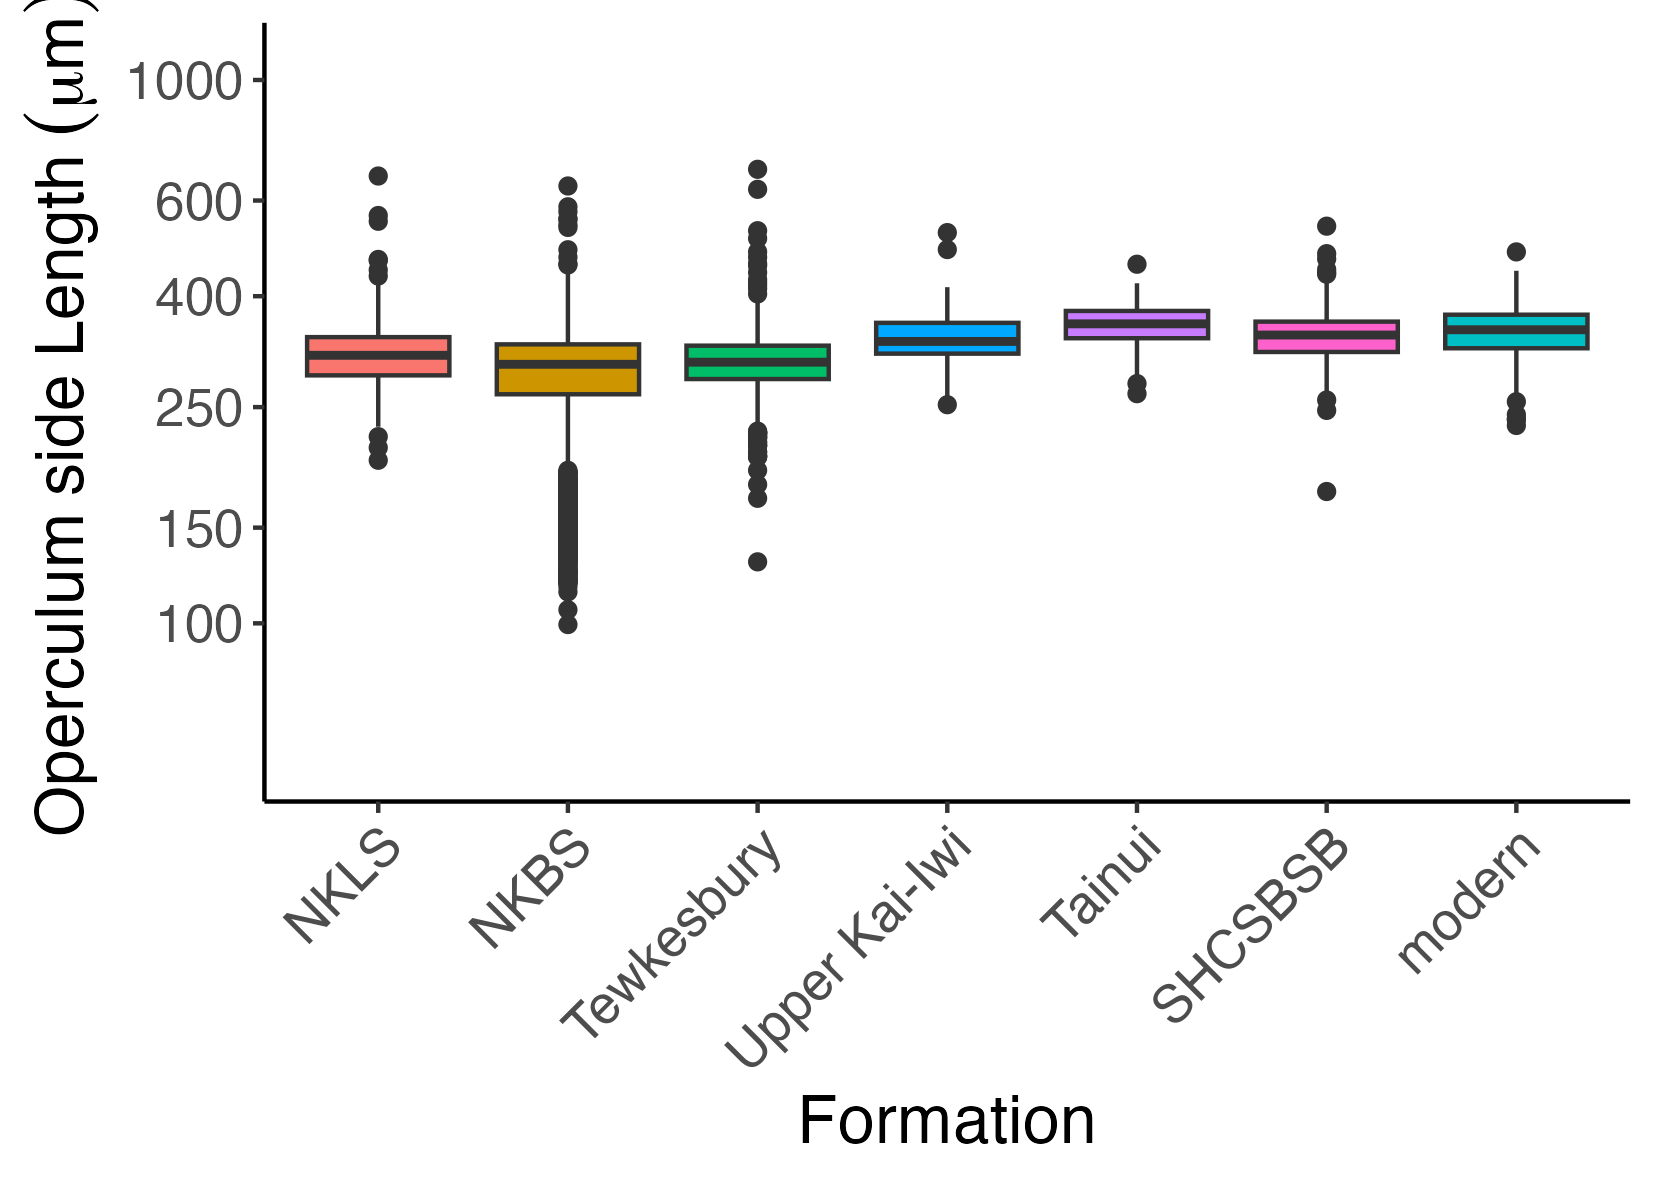 Operculum side Length (μm)
1000
600
400
250
150
100
NKLS
NKBS
Tewkesbury
Upper Kai-Iwi
Tainui
SHCSBSB
modern
Formation